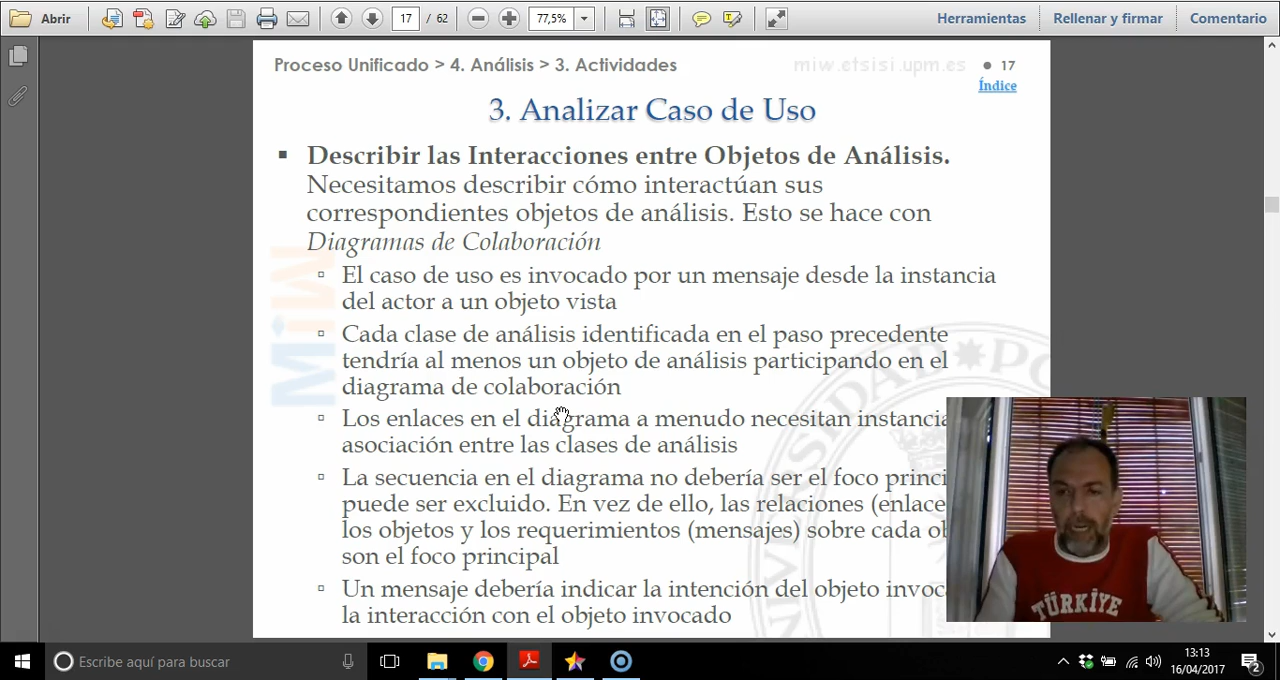 Abrir
17 / 62
77,5%
Herramientas
Rellenar y firmar
Comentario
Proceso Unificado > 4. Análisis > 3. Actividades
miw.etsisi.upm.es
● 17
Índice
3. Analizar Caso de Uso
▪ Describir las Interacciones entre Objetos de Análisis.
Necesitamos describir cómo interactúan sus
correspondientes objetos de análisis. Esto se hace con
Diagramas de Colaboración
▫ El caso de uso es invocado por un mensaje desde la instancia
del actor a un objeto vista
▫ Cada clase de análisis identificada en el paso precedente
tendría al menos un objeto de análisis participando en el
diagrama de colaboración
▫ Los enlaces en el diagrama a menudo necesitan instancia
asociación entre las clases de análisis
▫ La secuencia en el diagrama no debería ser el foco princi
puede ser excluido. En vez de ello, las relaciones (enlace
los objetos y los requerimientos (mensajes) sobre cada ob
son el foco principal
▫ Un mensaje debería indicar la intención del objeto invoca
la interacción con el objeto invocado
MiW
UNIVERSIDAD PO
TÜRKİYE
Escribe aquí para buscar
13:13
16/04/2017
2